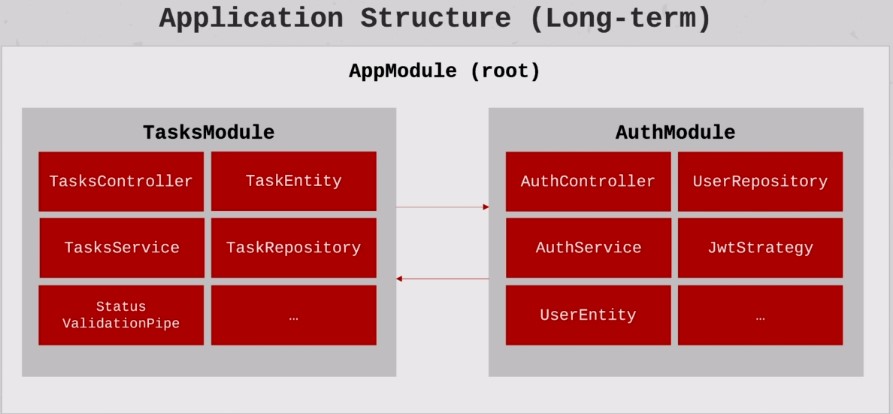 Application Structure (Long-term)
AppModule (root)
TasksModule
TasksController
TaskEntity
TasksService
TaskRepository
Status
ValidationPipe
…
AuthModule
AuthController
UserRepository
AuthService
JwtStrategy
UserEntity
…